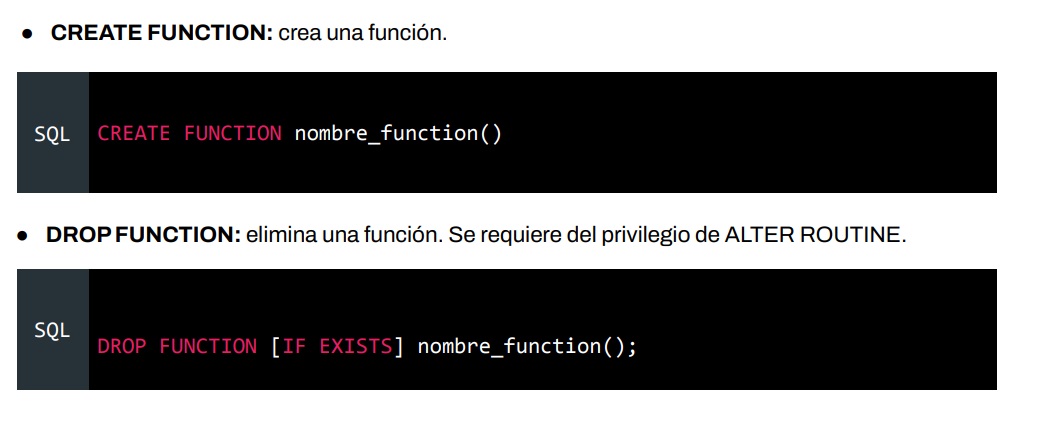 ● CREATE FUNCTION: crea una función.
SQL CREATE FUNCTION nombre_function()
● DROP FUNCTION: elimina una función. Se requiere del privilegio de ALTER ROUTINE.
SQL DROP FUNCTION [IF EXISTS] nombre_function();